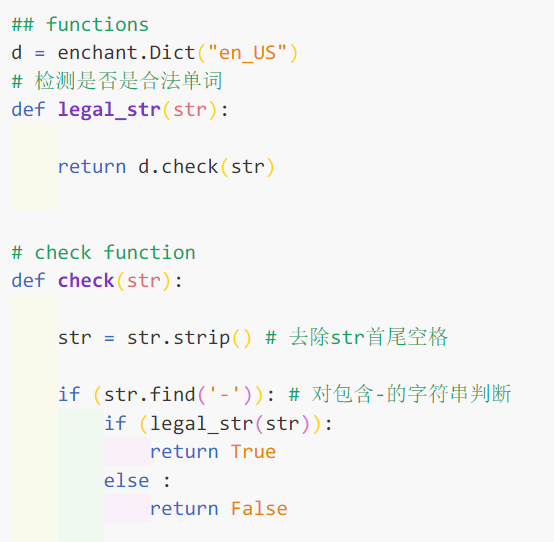 ## functions
d = enchant.Dict("en_US")
# 检测是否是合法单词
def legal_str(str):
return d.check(str)
# check function
def check(str):
str = str.strip() # 去除str首尾空格
if (str.find('-')): # 对包含-的字符串判断
if (legal_str(str)):
return True
else :
return False